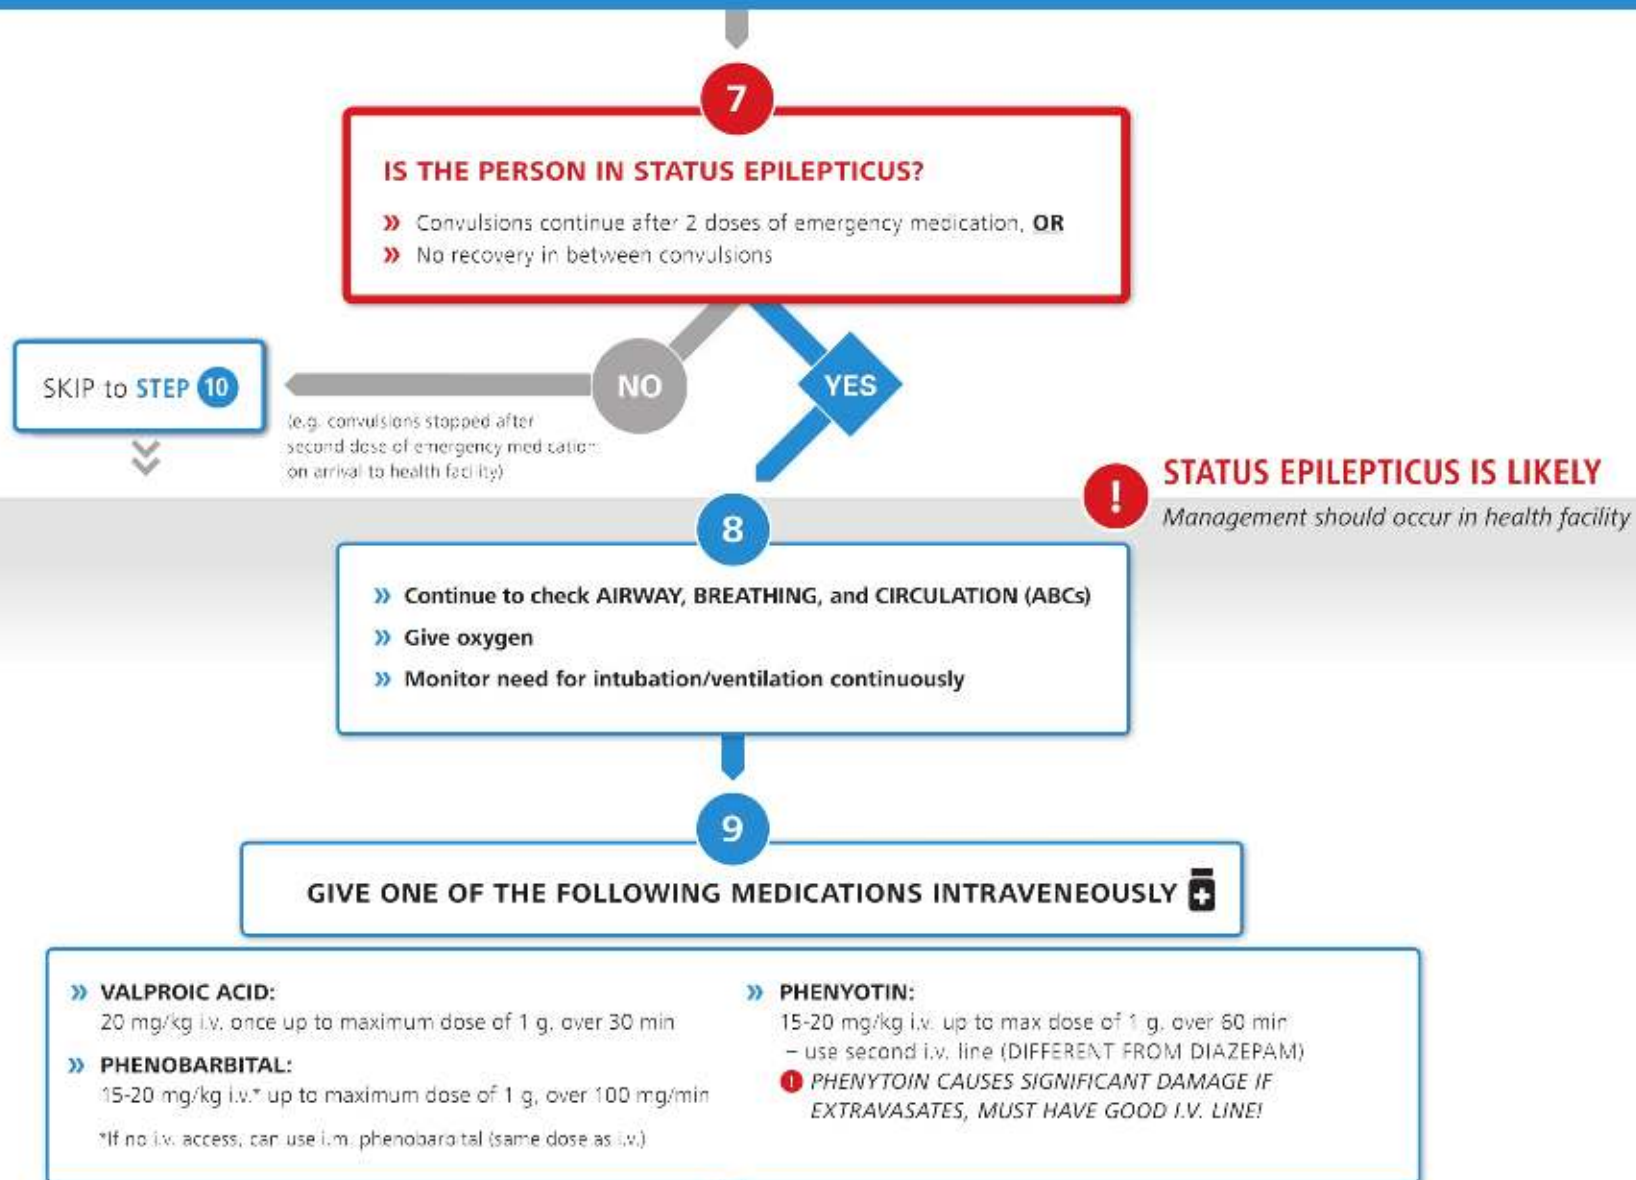 7
IS THE PERSON IN STATUS EPILEPTICUS?
» Convulsions continue after 2 doses of emergency medication, OR
» No recovery in between convulsions
SKIP to STEP 10
NO
YES
(e.g. convulsions stopped after
second dose of emergency medication
on arrival to health facility)
! STATUS EPILEPTICUS IS LIKELY
Management should occur in health facility
8
» Continue to check AIRWAY, BREATHING, and CIRCULATION (ABCs)
» Give oxygen
» Monitor need for intubation/ventilation continuously
9
GIVE ONE OF THE FOLLOWING MEDICATIONS INTRAVENEOUSLY
» VALPROIC ACID:
20 mg/kg i.v. once up to maximum dose of 1 g, over 30 min
» PHENOBARBITAL:
15-20 mg/kg i.v.* up to maximum dose of 1 g, over 100 mg/min
*If no i.v. access, can use i.m. phenobarbital (same dose as i.v.)
» PHENYOTIN:
15-20 mg/kg i.v. up to max dose of 1 g, over 60 min
– use second i.v. line (DIFFERENT FROM DIAZEPAM)
! PHENYTOIN CAUSES SIGNIFICANT DAMAGE IF
EXTRAVASATES, MUST HAVE GOOD I.V. LINE!